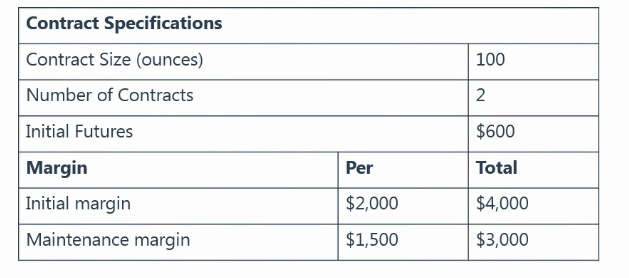 Contract Specifications
Contract Size (ounces) 100
Number of Contracts 2
Initial Futures $600
Margin Per Total
Initial margin $2,000 $4,000
Maintenance margin $1,500 $3,000